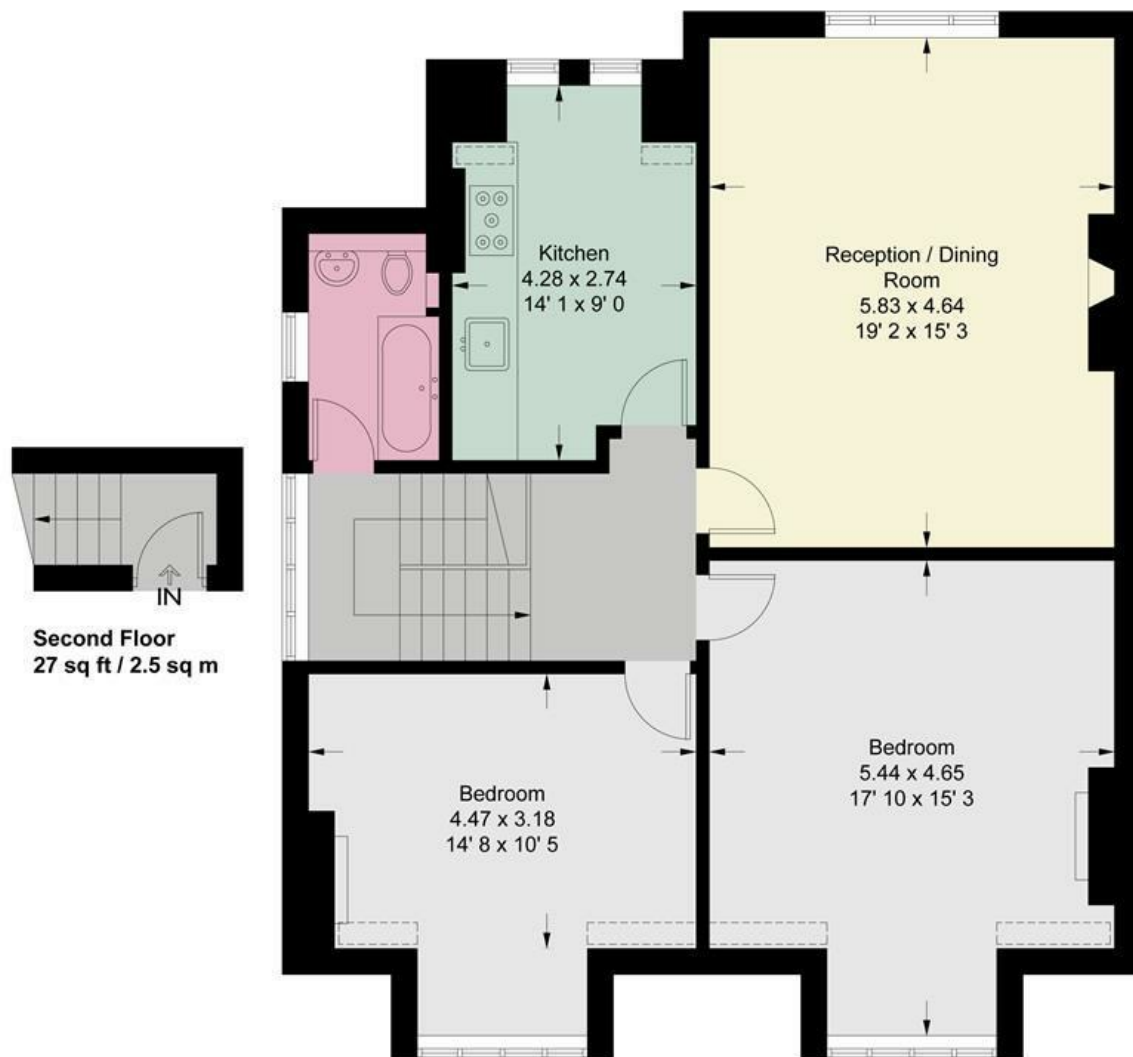 Kitchen
4.28 x 2.74
14' 1 x 9' 0
Reception / Dining
Room
5.83 x 4.64
19' 2 x 15' 3
IN
Second Floor
27 sq ft / 2.5 sq m
Bedroom
4.47 x 3.18
14' 8 x 10' 5
Bedroom
5.44 x 4.65
17' 10 x 15' 3